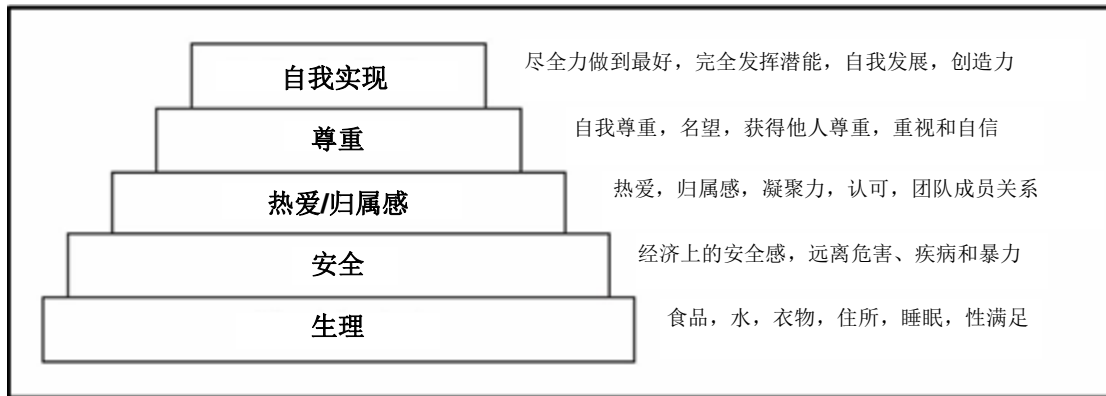 自我实现
尽全力做到最好，完全发挥潜能，自我发展，创造力
尊重
自我尊重，名望，获得他人尊重，重视和自信
热爱/归属感
热爱，归属感，凝聚力，认可，团队成员关系
安全
经济上的安全感，远离危害、疾病和暴力
生理
食品，水，衣物，住所，睡眠，性满足